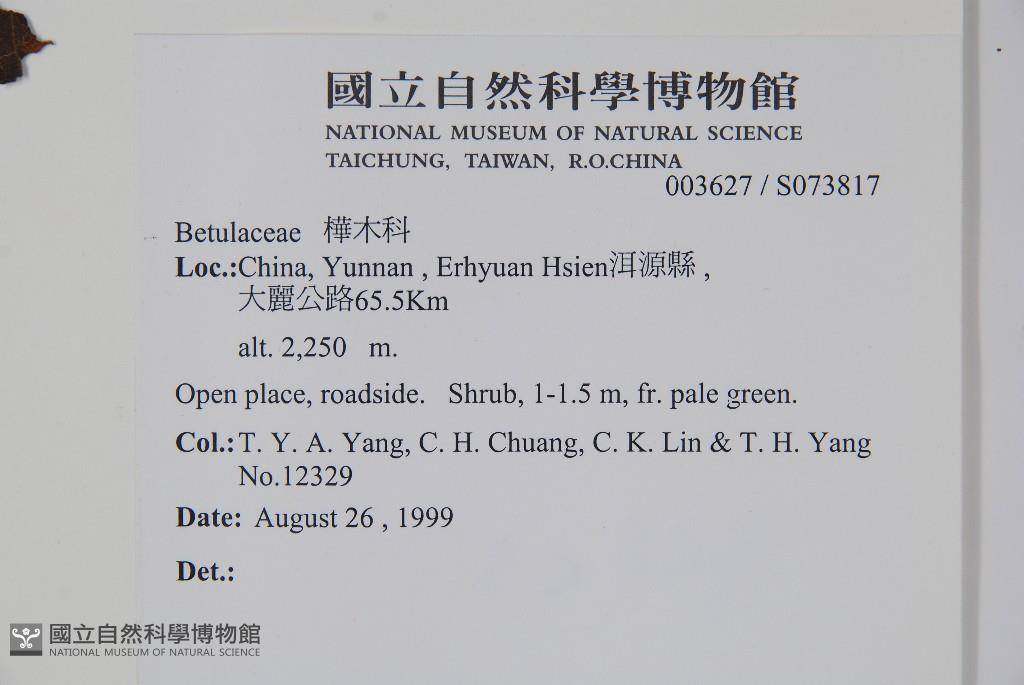 國立自然科學博物館
NATIONAL MUSEUM OF NATURAL SCIENCE
TAICHUNG, TAIWAN, R.O.CHINA
003627 / S073817
Betulaceae 樺木科
Loc.:China, Yunnan , Erhyuan Hsien洱源縣 ,
大麗公路65.5Km
alt. 2,250 m.
Open place, roadside. Shrub, 1-1.5 m, fr. pale green.
Col.: T. Y. A. Yang, C. H. Chuang, C. K. Lin & T. H. Yang
No.12329
Date: August 26 , 1999
Det.:
國立自然科學博物館
NATIONAL MUSEUM OF NATURAL SCIENCE